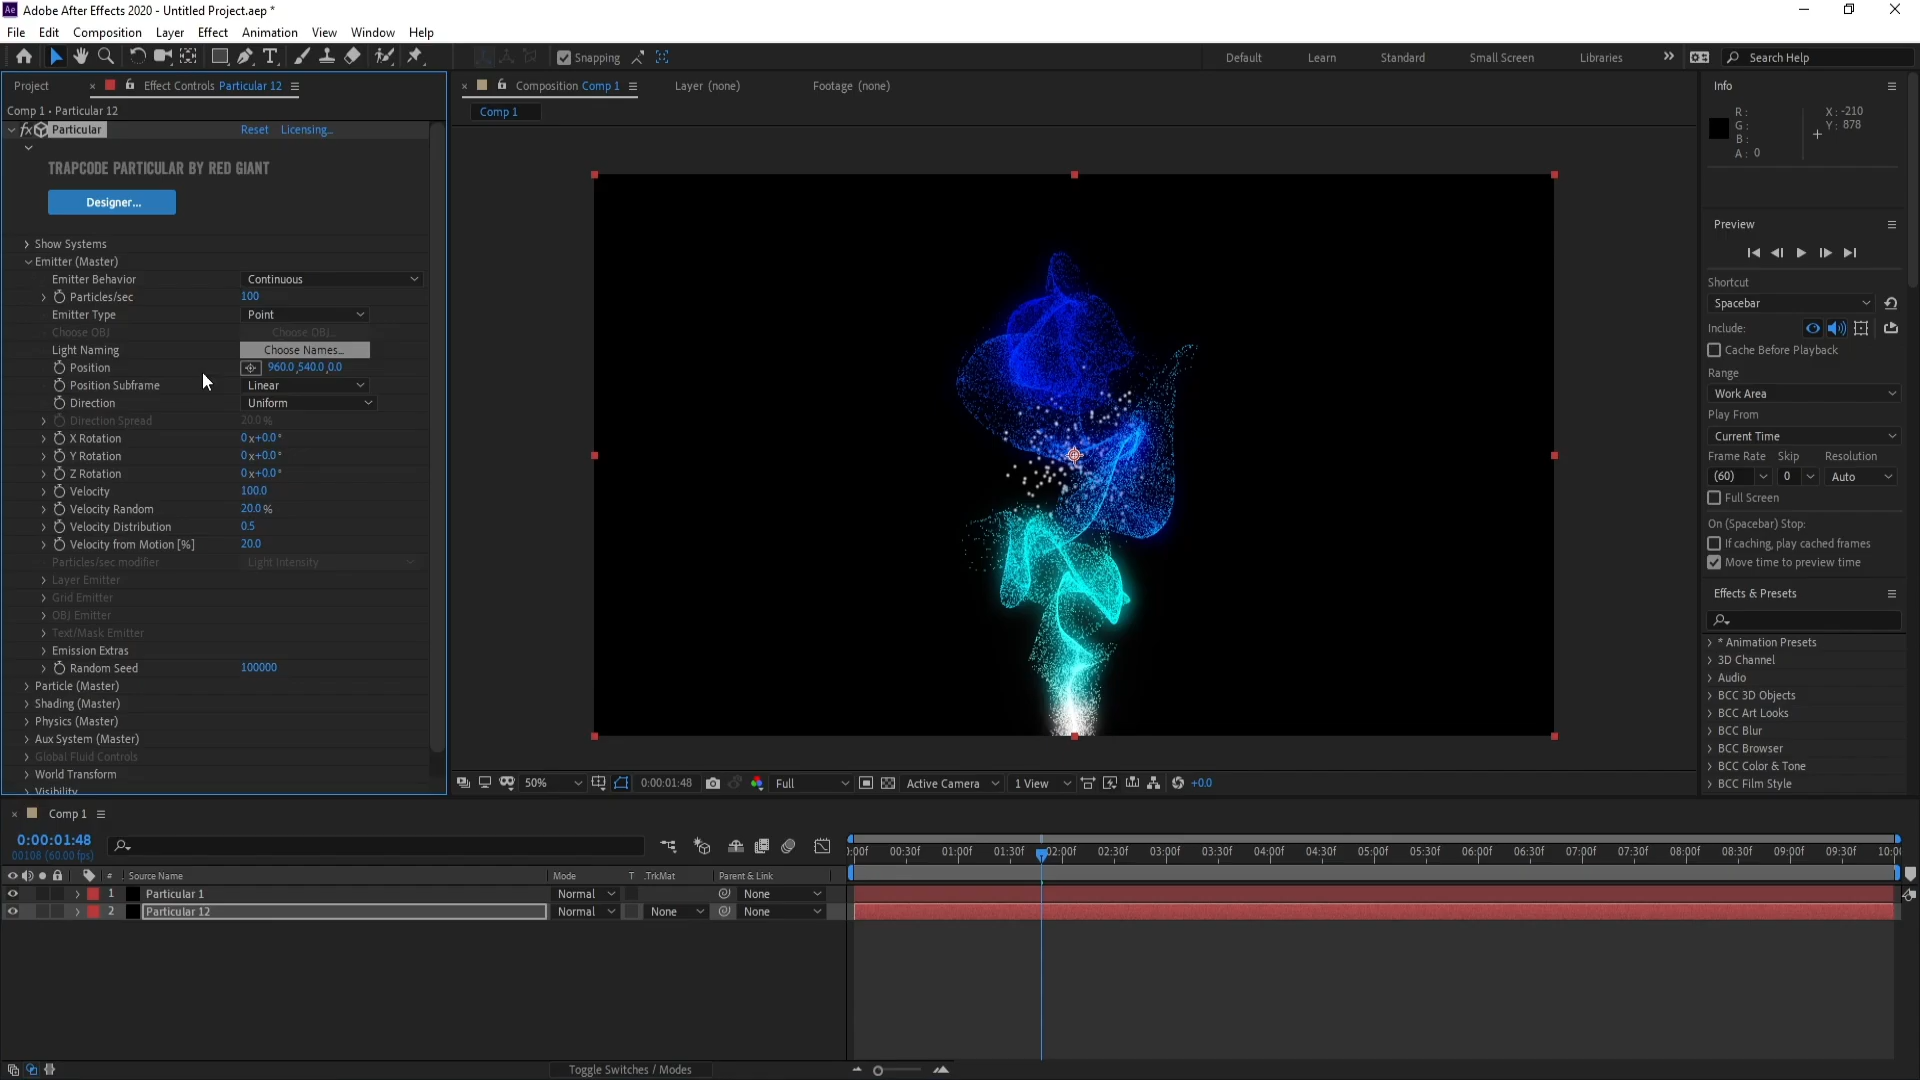 Adobe After Effects 2020 - Untitled Project.aep *
File Edit Composition Layer Effect Animation View Window Help
Snapping
Default Learn Standard Small Screen Libraries Search Help
Project Effect Controls Particular 12
Composition Comp 1 Layer (none) Footage (none)
Comp 1 • Particular 12
Comp 1
Particular Reset Licensing...
TRAPCODE PARTICULAR BY RED GIANT
Designer...
Show Systems
Emitter (Master)
Emitter Behavior Continuous
Particles/sec 100
Emitter Type Point
Choose OBJ Choose OBJ...
Light Naming Choose Names...
Position 960.0,540.0,0.0
Position Subframe Linear
Direction Uniform
Direction Spread 20.0%
X Rotation 0x+0.0°
Y Rotation 0x+0.0°
Z Rotation 0x+0.0°
Velocity 100.0
Velocity Random 20.0%
Velocity Distribution 0.5
Velocity from Motion [%] 20.0
Particles/sec modifier Light Intensity
Layer Emitter
Grid Emitter
OBJ Emitter
Text/Mask Emitter
Emission Extras
Random Seed 100000
Particle (Master)
Shading (Master)
Physics (Master)
Aux System (Master)
Global Fluid Controls
World Transform
Visibility
50% 0:00:01:48 Full Active Camera 1 View +0.0
Info
R: X: -210
G: Y: 878
B:
A: 0
Preview
Shortcut
Spacebar
Include:
Cache Before Playback
Range
Work Area
Play From
Current Time
Frame Rate Skip Resolution
(60) 0 Auto
Full Screen
On (Spacebar) Stop:
If caching, play cached frames
Move time to preview time
Effects & Presets
* Animation Presets
3D Channel
Audio
BCC 3D Objects
BCC Art Looks
BCC Blur
BCC Browser
BCC Color & Tone
BCC Film Style
Comp 1
0:00:01:48
00108 (60.00 fps)
):00f 00:30f 01:00f 01:30f 02:00f 02:30f 03:00f 03:30f 04:00f 04:30f 05:00f 05:30f 06:00f 06:30f 07:00f 07:30f 08:00f 08:30f 09:00f 09:30f 10:0
# Source Name Mode T .TrkMat Parent & Link
1 Particular 1 Normal None
2 Particular 12 Normal None None
Toggle Switches / Modes